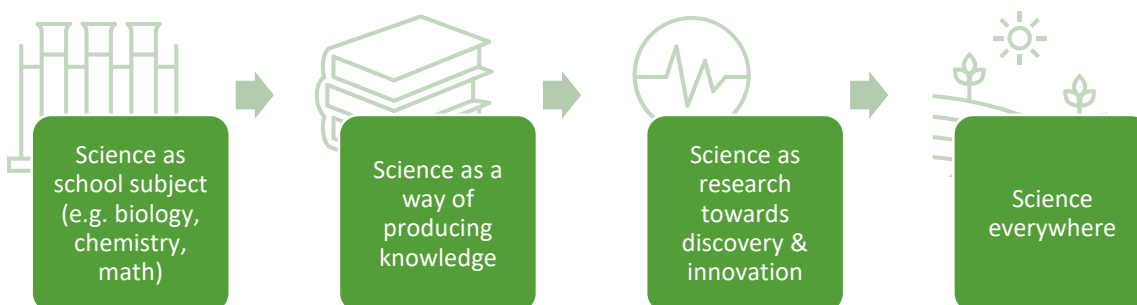 Science as
school subject
(e.g. biology,
chemistry,
math)
Science as a
way of
producing
knowledge
Science as
research
towards
discovery &
innovation
Science
everywhere